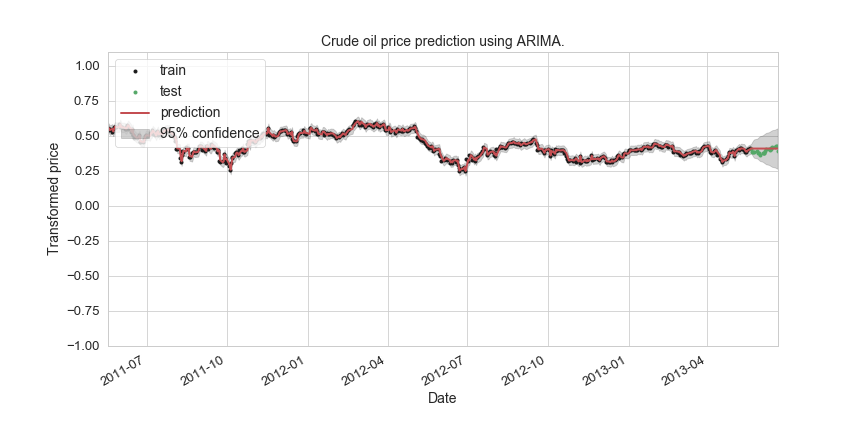 Crude oil price prediction using ARIMA.
1.00
0.75
0.50
0.25
0.00
−0.25
−0.50
−0.75
−1.00
Transformed price
train
test
prediction
95% confidence
2011-07
2011-10
2012-01
2012-04
2012-07
2012-10
2013-01
2013-04
Date